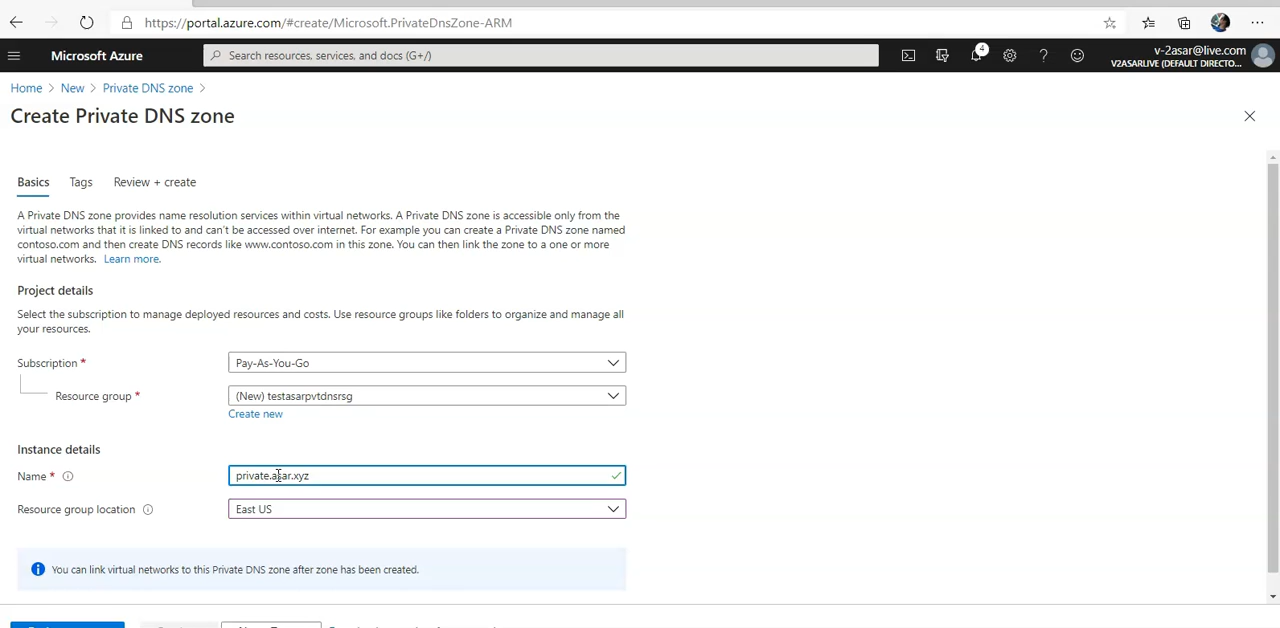 https://portal.azure.com/#create/Microsoft.PrivateDnsZone-ARM
Microsoft Azure
Search resources, services, and docs (G+/)
4
v-2asar@live.com
V2ASARLIVE (DEFAULT DIRECTO...
Home > New > Private DNS zone >
Create Private DNS zone
Basics Tags Review + create
A Private DNS zone provides name resolution services within virtual networks. A Private DNS zone is accessible only from the
virtual networks that it is linked to and can't be accessed over internet. For example you can create a Private DNS zone named
contoso.com and then create DNS records like www.contoso.com in this zone. You can then link the zone to a one or more
virtual networks. Learn more.
Project details
Select the subscription to manage deployed resources and costs. Use resource groups like folders to organize and manage all
your resources.
Subscription * Pay-As-You-Go
Resource group * (New) testasarpvtdnsrsg
Create new
Instance details
Name * private.asar.xyz
Resource group location East US
You can link virtual networks to this Private DNS zone after zone has been created.